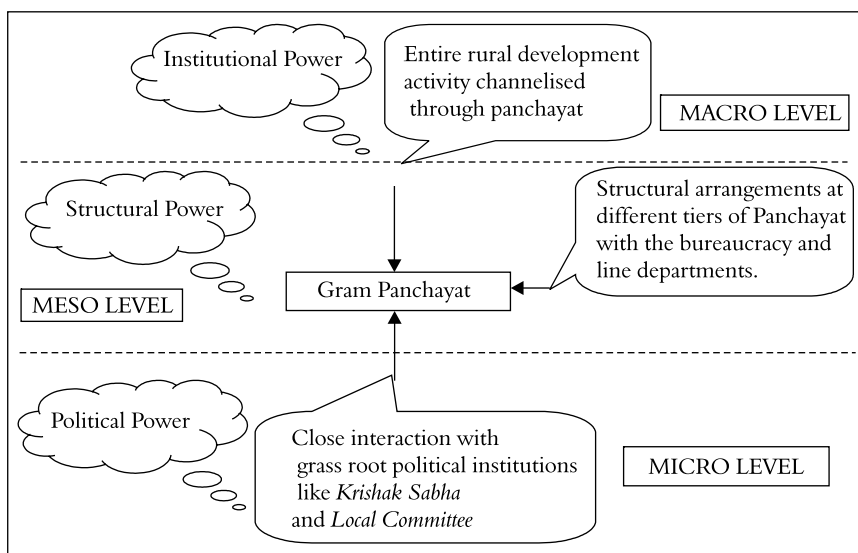 Institutional Power
Entire rural development
activity channelised
through panchayat
MACRO LEVEL
Structural Power
Structural arrangements at
different tiers of Panchayat
with the bureaucracy and
line departments.
Gram Panchayat
MESO LEVEL
Political Power
Close interaction with
grass root political institutions
like Krishak Sabha
and Local Committee
MICRO LEVEL